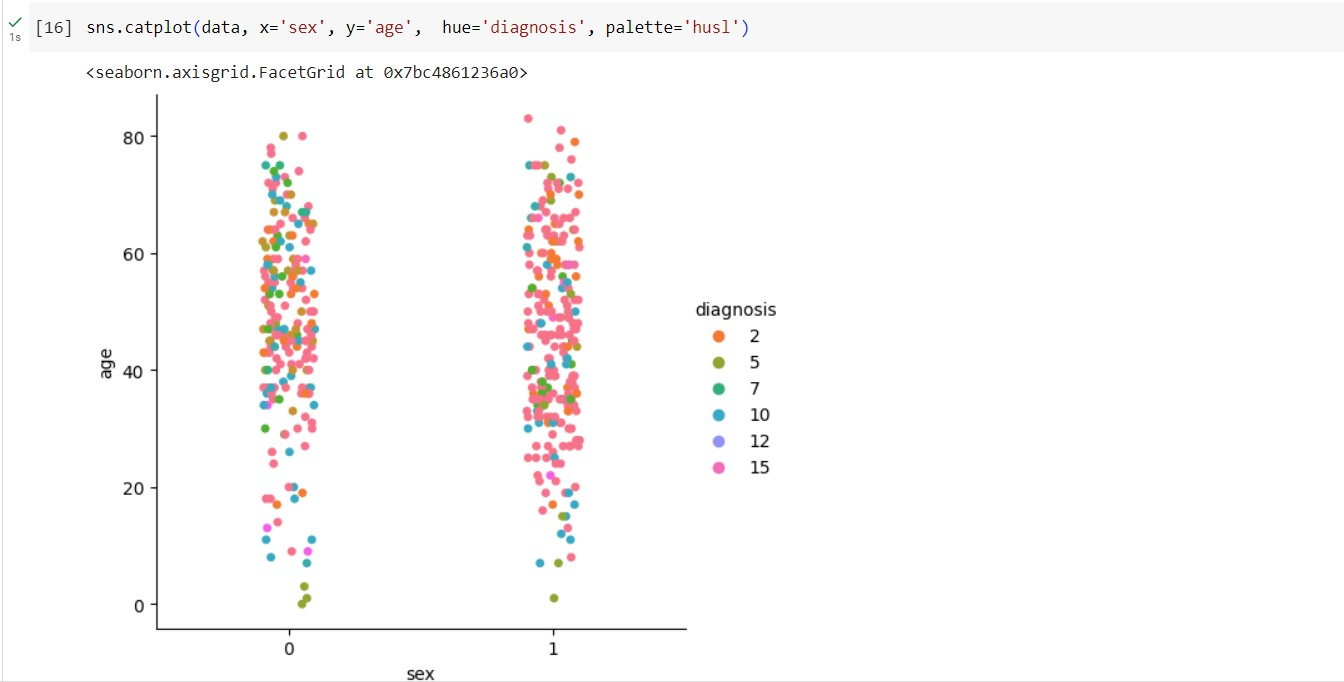 [16] sns.catplot(data, x='sex', y='age',  hue='diagnosis', palette='husl')
1s
<seaborn.axisgrid.FacetGrid at 0x7bc4861236a0>
80
60
40
20
0
age
0 1
sex
diagnosis
2
5
7
10
12
15